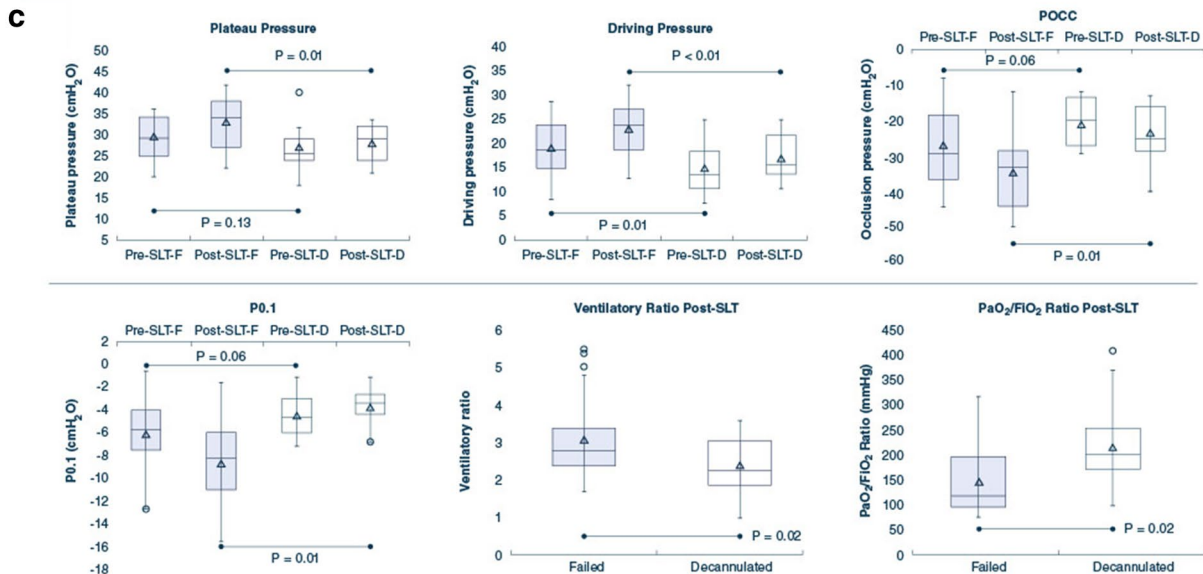 c
Plateau Pressure
Plateau pressure (cmH₂O)
50
45
40
35
30
25
20
15
10
5
P = 0.01
P = 0.13
Pre-SLT-F Post-SLT-F Pre-SLT-D Post-SLT-D
Driving Pressure
Driving pressure (cmH₂O)
40
35
30
25
20
15
10
5
0
P < 0.01
P = 0.01
Pre-SLT-F Post-SLT-F Pre-SLT-D Post-SLT-D
POCC
Pre-SLT-F Post-SLT-F Pre-SLT-D Post-SLT-D
Occlusion pressure (cmH₂O)
0
-10
-20
-30
-40
-50
-60
P = 0.06
P = 0.01
P0.1
Pre-SLT-F Post-SLT-F Pre-SLT-D Post-SLT-D
P0.1 (cmH₂O)
2
0
-2
-4
-6
-8
-10
-12
-14
-16
-18
P = 0.06
P = 0.01
Ventilatory Ratio Post-SLT
Ventilatory ratio
6
5
4
3
2
1
0
P = 0.02
Failed Decannulated
PaO₂/FiO₂ Ratio Post-SLT
PaO₂/FiO₂ Ratio (mmHg)
450
400
350
300
250
200
150
100
50
0
P = 0.02
Failed Decannulated